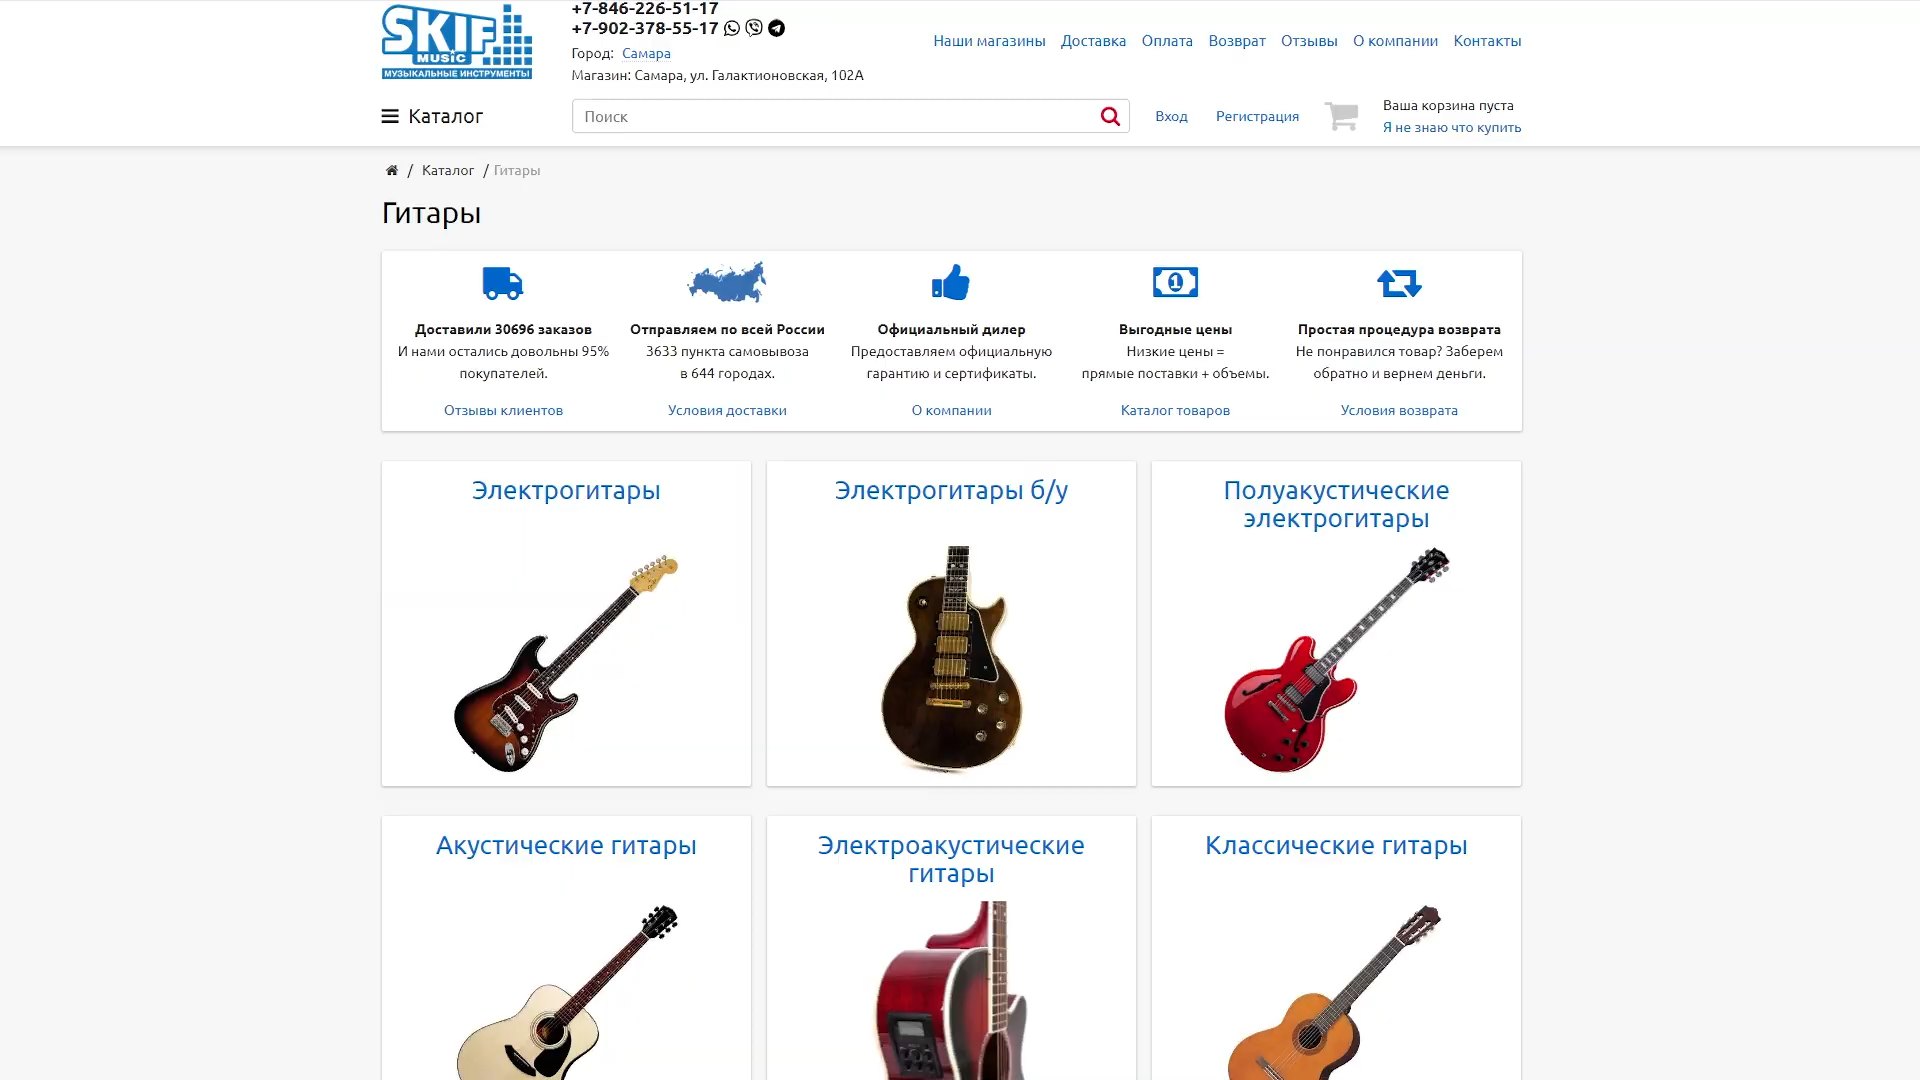 SKIF
MUSIC
МУЗЫКАЛЬНЫЕ ИНСТРУМЕНТЫ
+7-846-226-51-17
+7-902-378-55-17
Город: Самара
Магазин: Самара, ул. Галактионовская, 102А
Наши магазины Доставка Оплата Возврат Отзывы О компании Контакты
Каталог
Поиск
Вход Регистрация
Ваша корзина пуста
Я не знаю что купить
/ Каталог / Гитары
Гитары
Доставили 30696 заказов
И нами остались довольны 95%
покупателей.
Отзывы клиентов
Отправляем по всей России
3633 пункта самовывоза
в 644 городах.
Условия доставки
Официальный дилер
Предоставляем официальную
гарантию и сертификаты.
О компании
1
Выгодные цены
Низкие цены =
прямые поставки + объемы.
Каталог товаров
Простая процедура возврата
Не понравился товар? Заберем
обратно и вернем деньги.
Условия возврата
Электрогитары
Электрогитары б/у
Полуакустические
электрогитары
Акустические гитары
Электроакустические
гитары
Классические гитары